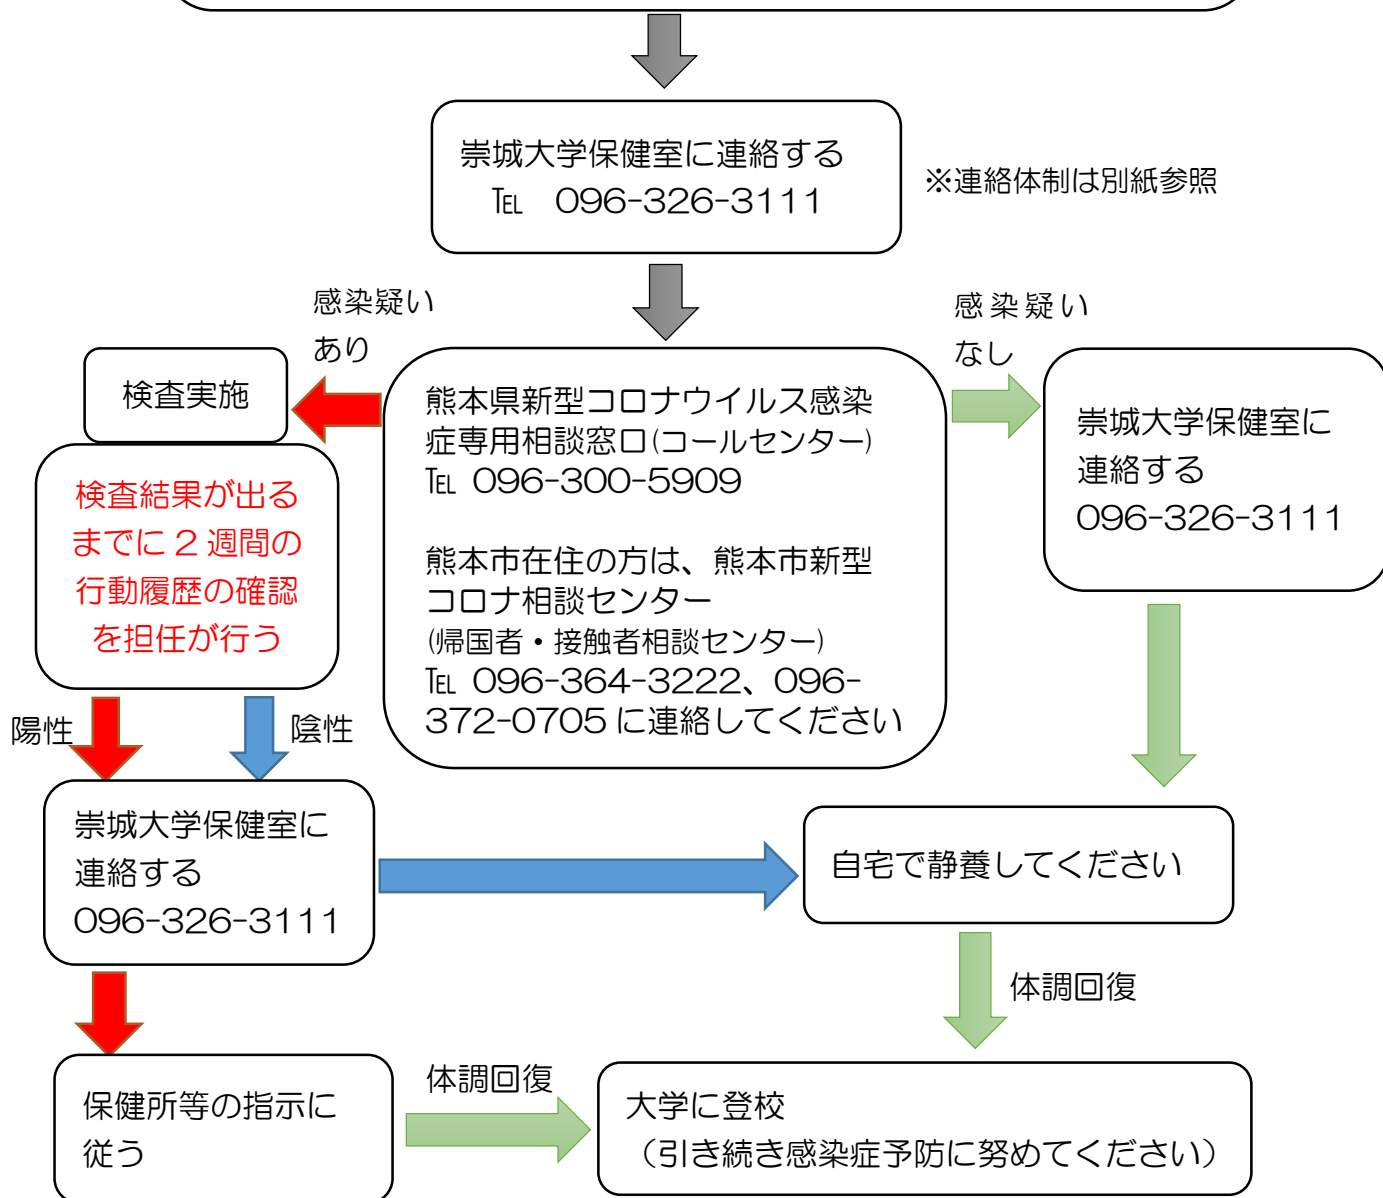 崇城大学保健室に連絡する
℡ 096-326-3111
※連絡体制は別紙参照
感染疑い
あり
感染疑い
なし
検査実施
熊本県新型コロナウイルス感染
症専用相談窓口(コールセンター)
℡ 096-300-5909
熊本市在住の方は、熊本市新型
コロナ相談センター
(帰国者・接触者相談センター)
℡ 096-364-3222、096-
372-0705に連絡してください
崇城大学保健室に
連絡する
096-326-3111
検査結果が出る
までに2週間の
行動履歴の確認
を担任が行う
陽性
陰性
崇城大学保健室に
連絡する
096-326-3111
自宅で静養してください
体調回復
保健所等の指示に
従う
体調回復
大学に登校
（引き続き感染症予防に努めてください）